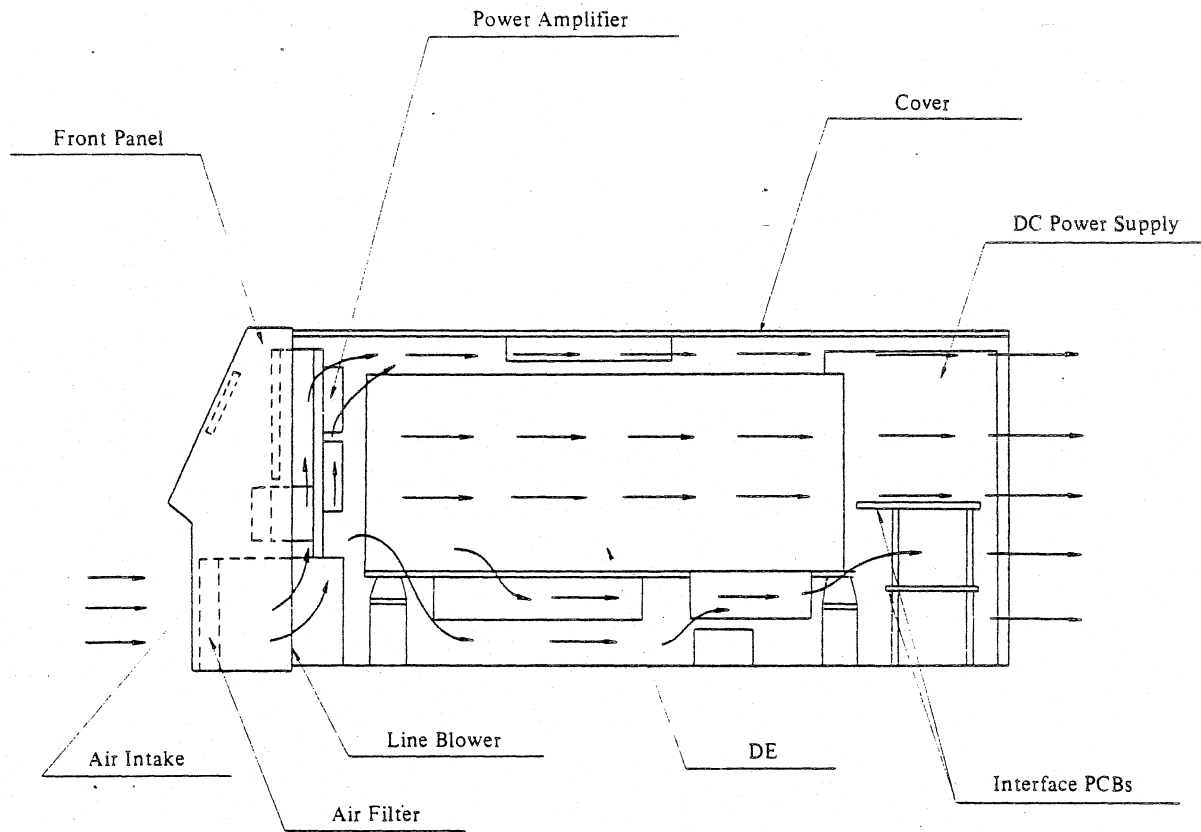 Power Amplifier
Cover
Front Panel
DC Power Supply
Line Blower
DE
Air Intake
Interface PCBs
Air Filter